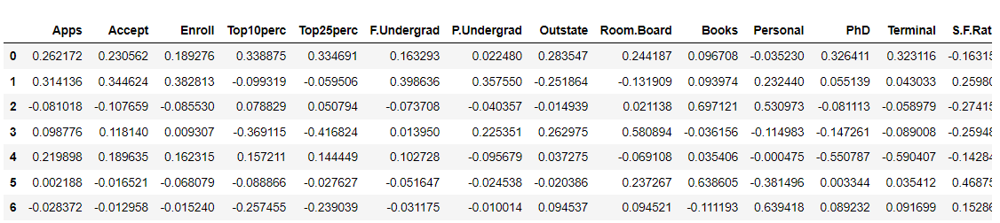 Apps Accept Enroll Top10perc Top25perc F.Undergrad P.Undergrad Outstate Room.Board Books Personal PhD Terminal S.F.Rat
0 0.262172 0.230562 0.189276 0.338875 0.334691 0.163293 0.022480 0.283547 0.244187 0.096708 -0.035230 0.326411 0.323116 -0.16315
1 0.314136 0.344624 0.382813 -0.099319 -0.059506 0.398636 0.357550 -0.251864 -0.131909 0.093974 0.232440 0.055139 0.043033 0.25980
2 -0.081018 -0.107659 -0.085530 0.078829 0.050794 -0.073708 -0.040357 -0.014939 0.021138 0.697121 0.530973 -0.081113 -0.058979 -0.27415
3 0.098776 0.118140 0.009307 -0.369115 -0.416824 0.013950 0.225351 0.262975 0.580894 -0.036156 -0.114983 -0.147261 -0.089008 -0.25948
4 0.219898 0.189635 0.162315 0.157211 0.144449 0.102728 -0.095679 0.037275 -0.069108 0.035406 -0.000475 -0.550787 -0.590407 -0.14284
5 0.002188 -0.016521 -0.068079 -0.088866 -0.027627 -0.051647 -0.024538 -0.020386 0.237267 0.638605 -0.381496 0.003344 0.035412 0.46875
6 -0.028372 -0.012958 -0.015240 -0.257455 -0.239039 -0.031175 -0.010014 0.094537 0.094521 -0.111193 0.639418 0.089232 0.091699 0.15286